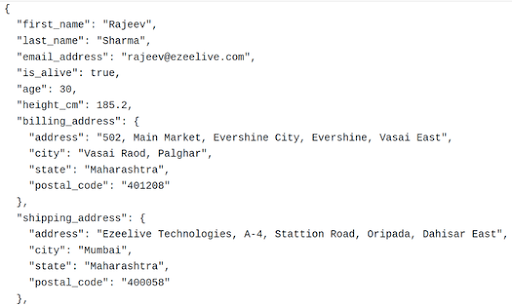 {
"first_name": "Rajeev",
"last_name": "Sharma",
"email_address": "rajeev@ezeelive.com",
"is_alive": true,
"age": 30,
"height_cm": 185.2,
"billing_address": {
"address": "502, Main Market, Evershine City, Evershine, Vasai East",
"city": "Vasai Raod, Palghar",
"state": "Maharashtra",
"postal_code": "401208"
},
"shipping_address": {
"address": "Ezeelive Technologies, A-4, Stattion Road, Oripada, Dahisar East",
"city": "Mumbai",
"state": "Maharashtra",
"postal_code": "400058"
},